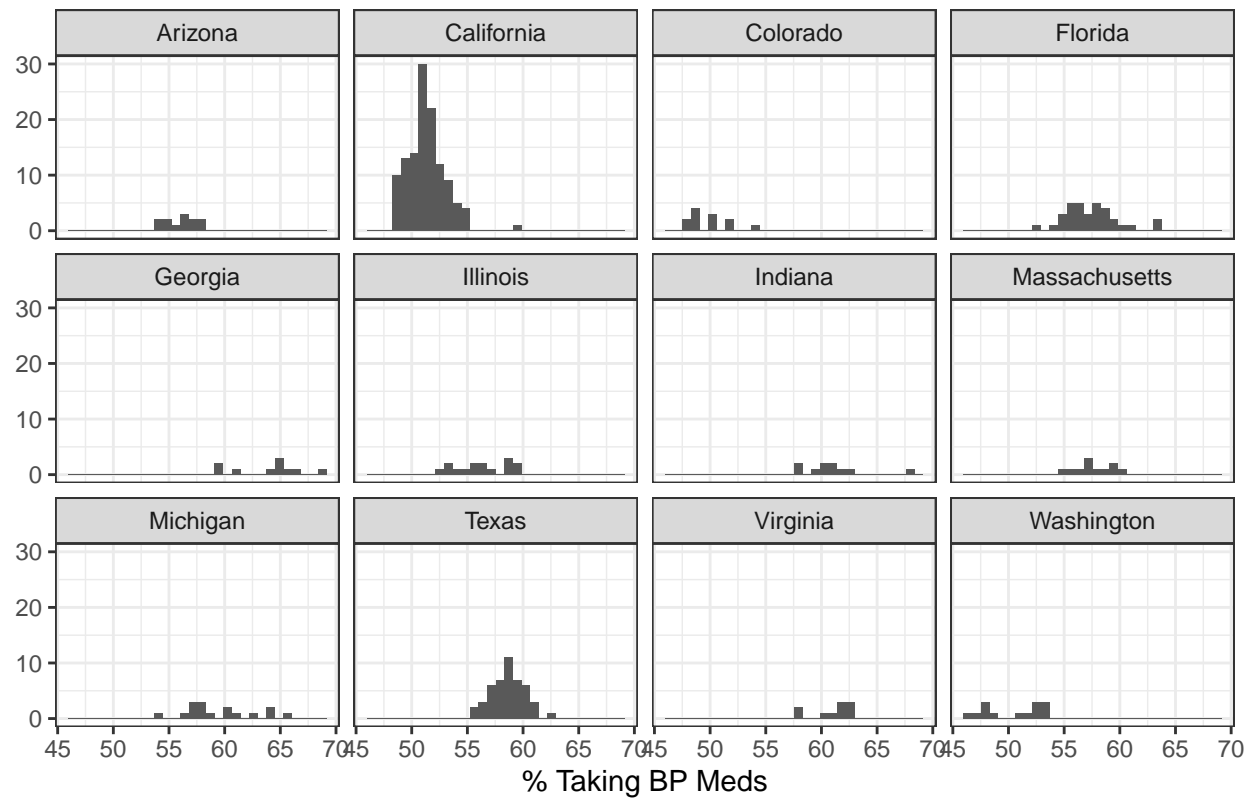 Arizona California Colorado Florida
30
20
10
0
Georgia Illinois Indiana Massachusetts
30
20
10
0
Michigan Texas Virginia Washington
30
20
10
0
45 50 55 60 65 70 45 50 55 60 65 70 45 50 55 60 65 70 45 50 55 60 65 70
% Taking BP Meds